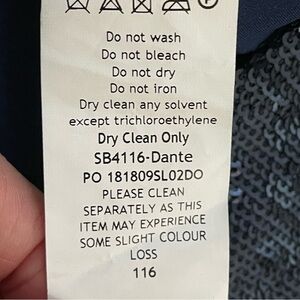 P
Do not wash
Do not bleach
Do not dry
Do not iron
Dry clean any solvent
except trichloroethylene
Dry Clean Only
SB4116-Dante
PO 181809SL02DO
PLEASE CLEAN
SEPARATELY AS THIS
ITEM MAY EXPERIENCE
SOME SLIGHT COLOUR
LOSS
116